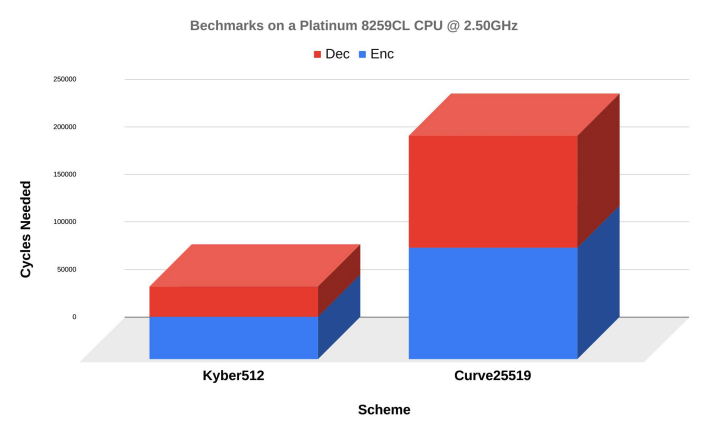 Bechmarks on a Platinum 8259CL CPU @ 2.50GHz
Dec Enc
250000
200000
150000
100000
50000
0
Cycles Needed
Kyber512 Curve25519
Scheme